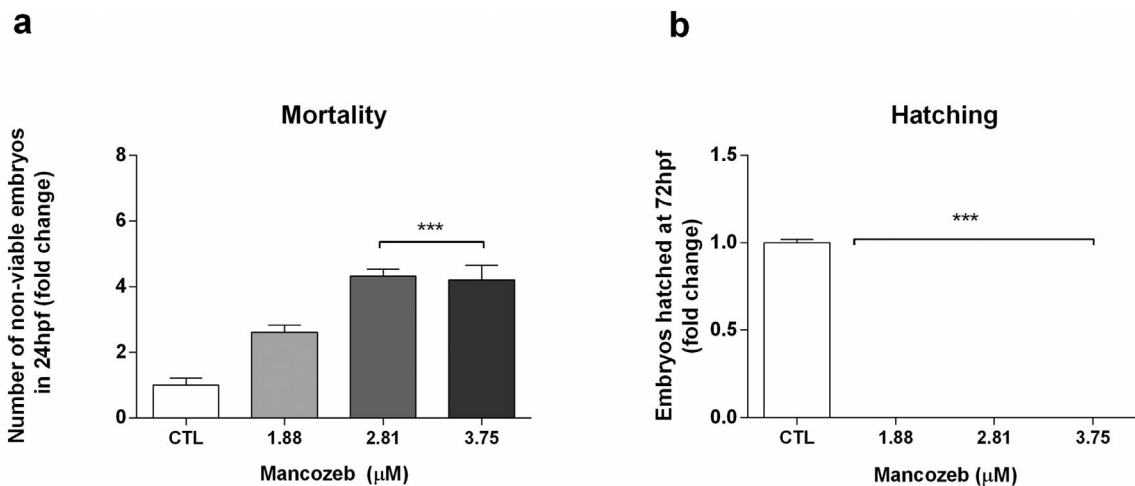 a
Mortality
Number of non-viable embryos
in 24hpf (fold change)
8
6
4
2
0
***
CTL
1.88
2.81
3.75
Mancozeb (μM)
b
Hatching
Embryos hatched at 72hpf
(fold change)
1.5
1.0
0.5
0.0
***
CTL
1.88
2.81
3.75
Mancozeb (μM)